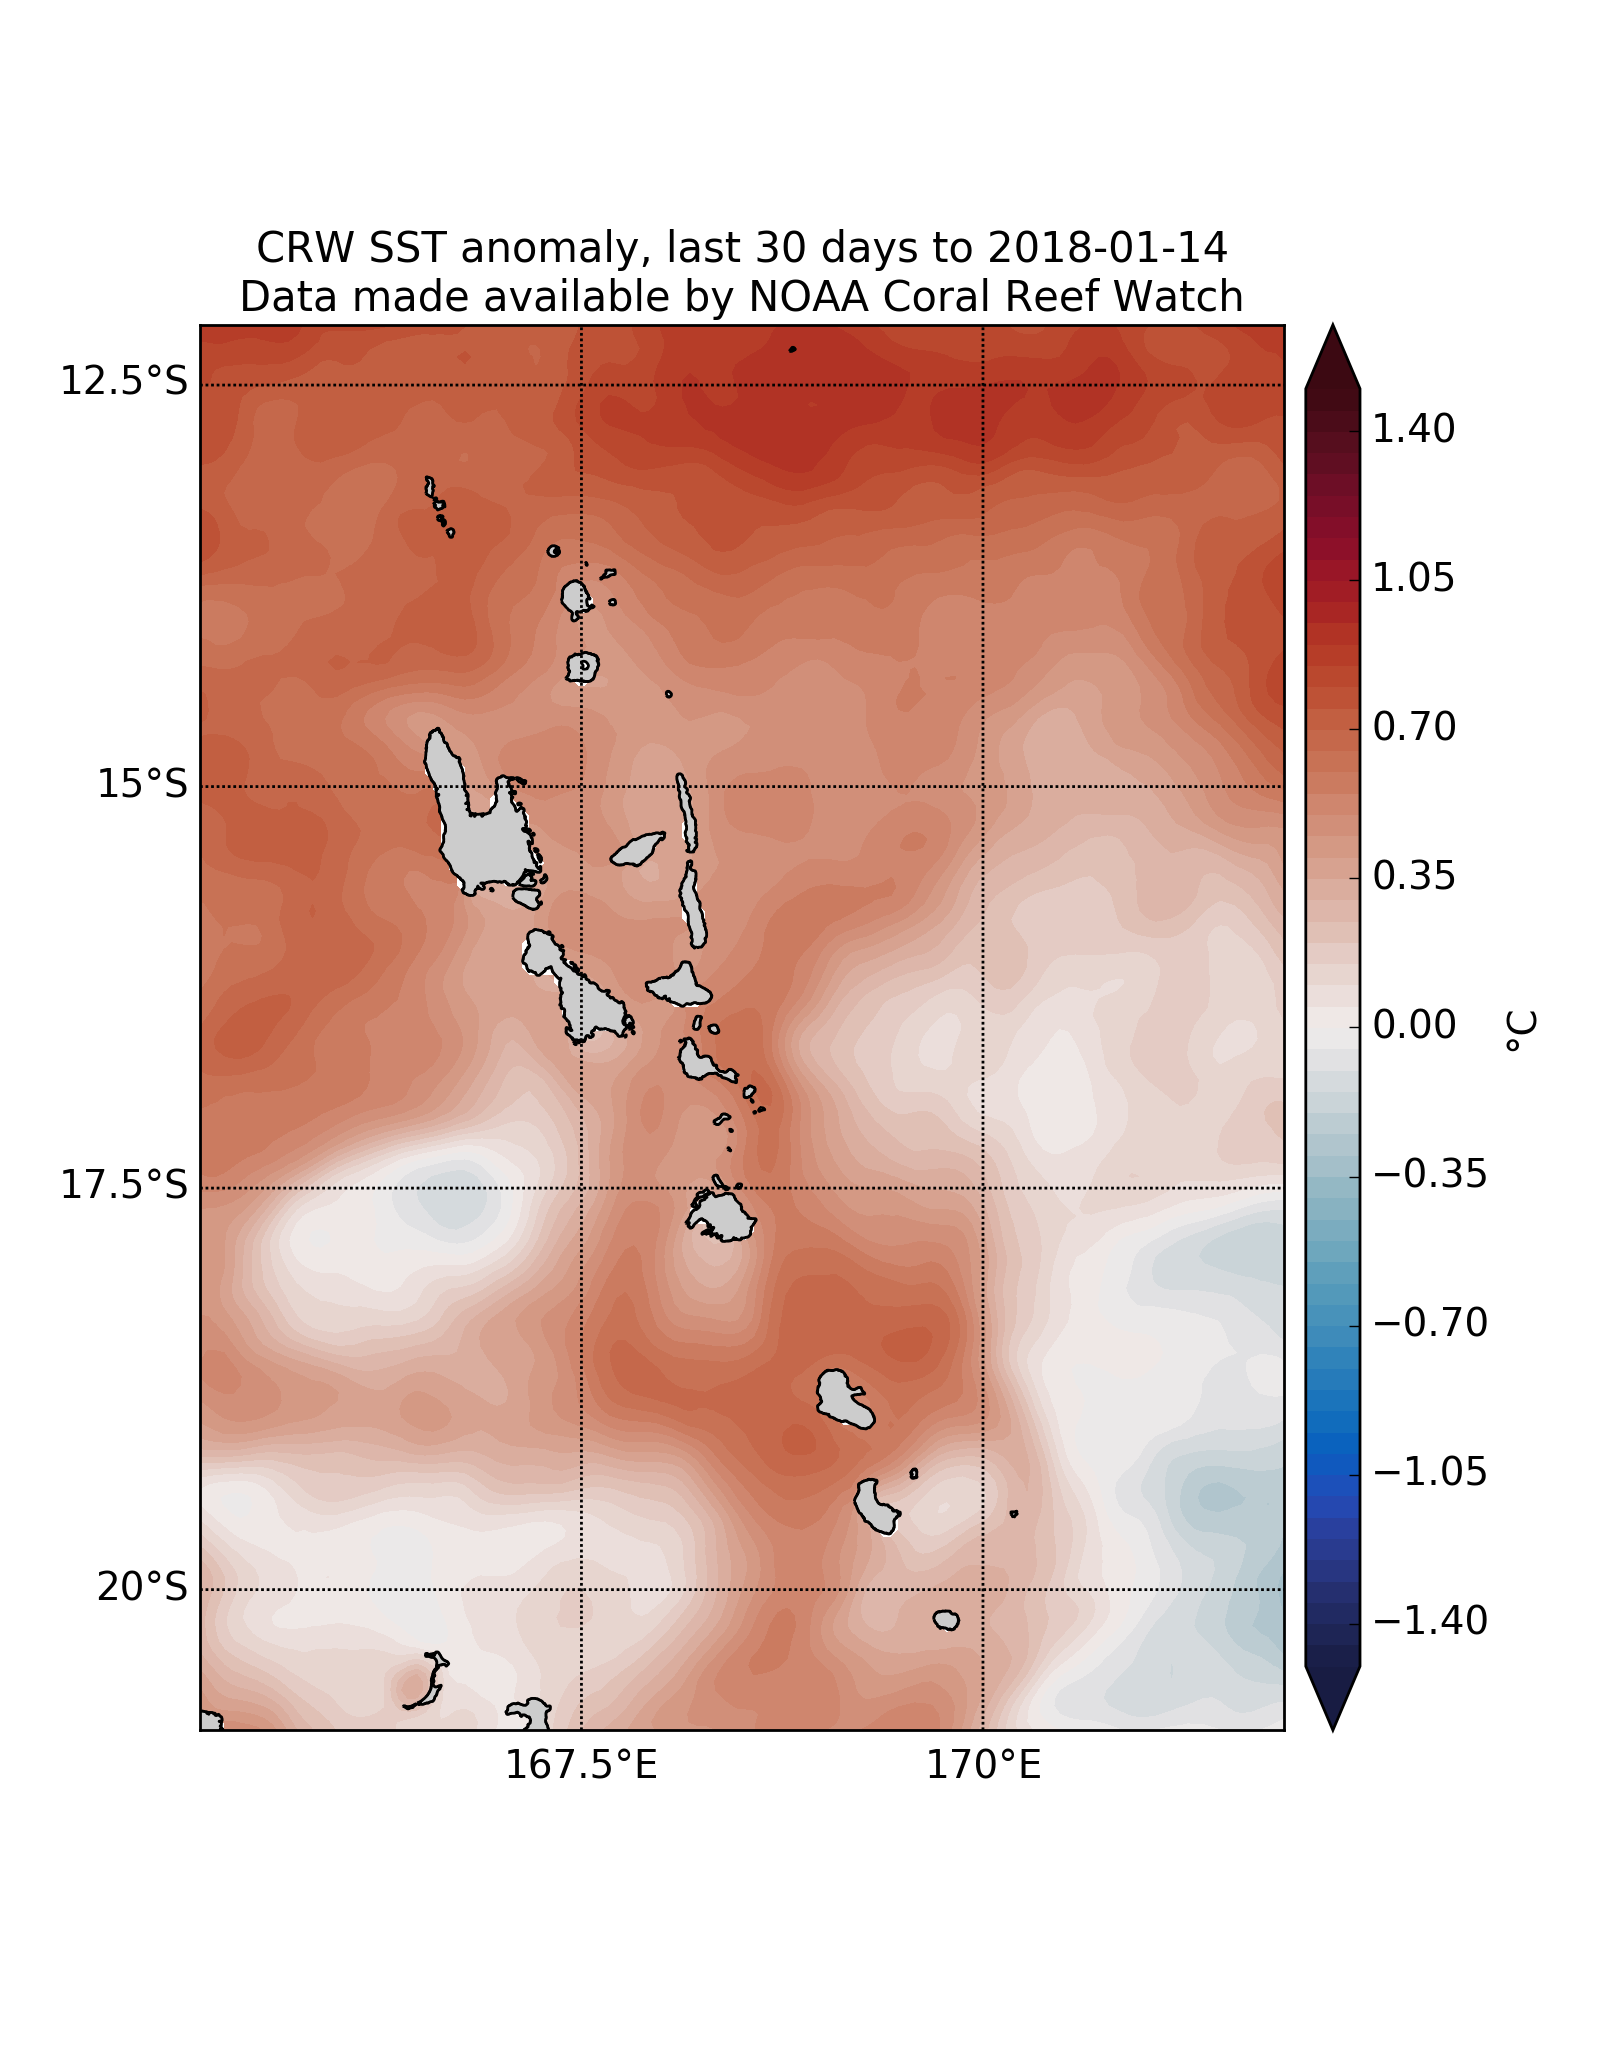 CRW SST anomaly, last 30 days to 2018-01-14
Data made available by NOAA Coral Reef Watch
12.5°S
15°S
17.5°S
20°S
167.5°E
170°E
1.40
1.05
0.70
0.35
0.00
−0.35
−0.70
−1.05
−1.40
°C